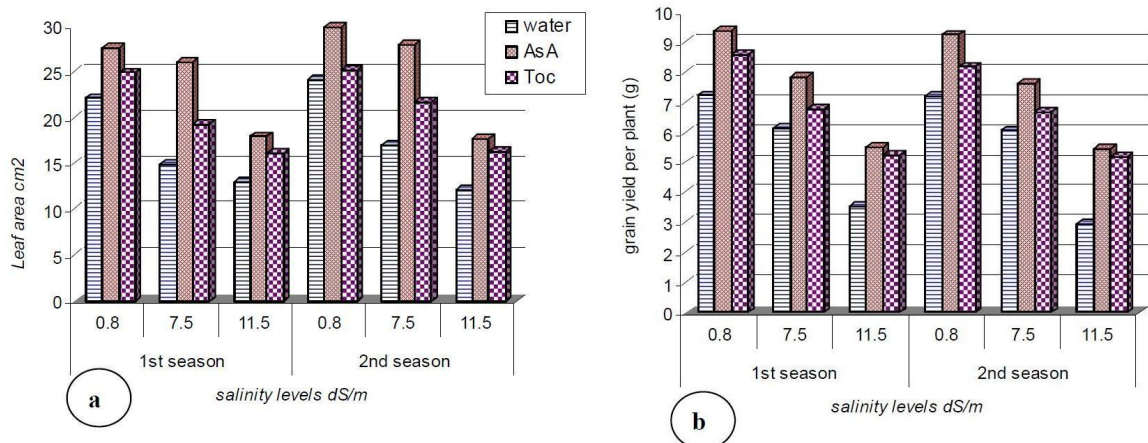 Leaf area cm2
30
25
20
15
10
5
0
water
AsA
Toc
0.8 7.5 11.5 0.8 7.5 11.5
1st season 2nd season
salinity levels dS/m
a
grain yield per plant (g)
10
9
8
7
6
5
4
3
2
1
0
0.8 7.5 11.5 0.8 7.5 11.5
1st season 2nd season
salinity levels dS/m
b